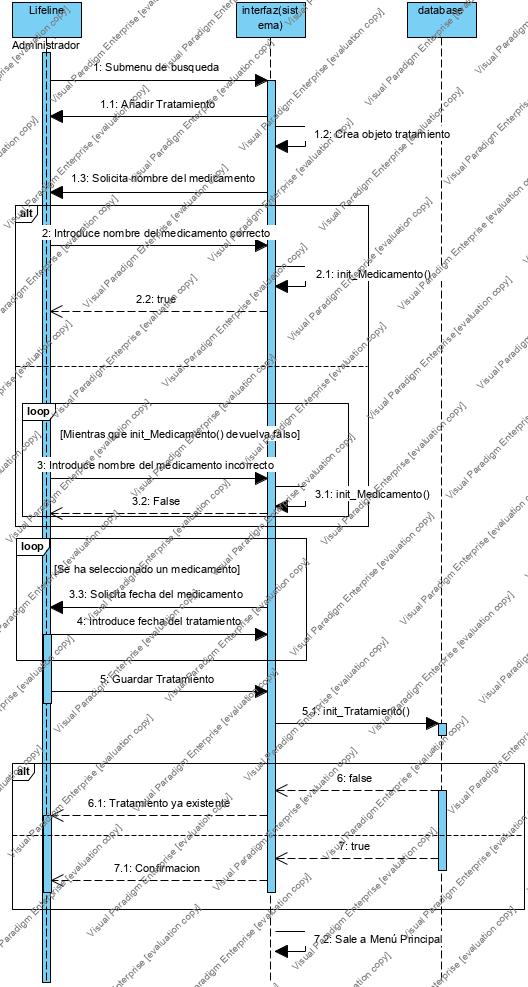 Lifeline
interfaz(sist
ema)
database
Administrador
1: Submenu de busqueda
1.1: Añadir Tratamiento
1.2: Crea objeto tratamiento
1.3: Solicita nombre del medicamento
alt
2: Introduce nombre del medicamento correcto
2.1: init_Medicamento()
2.2: true
loop
[Mientras que init_Medicamento() devuelva falso]
3: Introduce nombre del medicamento incorrecto
3.1: init_Medicamento()
3.2: False
loop
[Se ha seleccionado un medicamento]
3.3: Solicita fecha del medicamento
4: Introduce fecha del tratamiento
5: Guardar Tratamiento
5.1: init_Tratamiento()
alt
6: false
6.1: Tratamiento ya existente
7: true
7.1: Confirmacion
7.2: Sale a Menú Principal
Visual Paradigm Enterprise [evaluation copy]